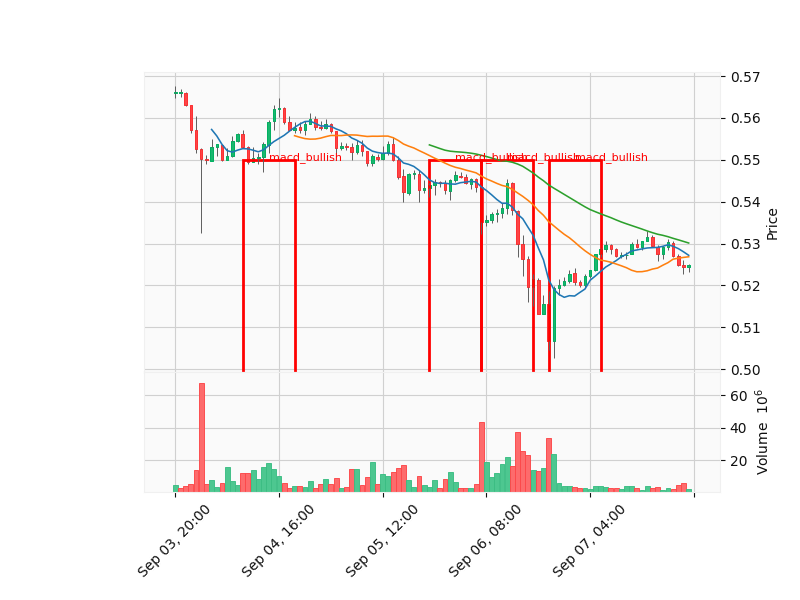 0.57
0.56
0.55
0.54
0.53
0.52
0.51
0.50
Price
macd_bullish
macd_bullish
macd_bullish
macd_bullish
60
40
20
Volume 10^6
Sep 03, 20:00
Sep 04, 16:00
Sep 05, 12:00
Sep 06, 08:00
Sep 07, 04:00